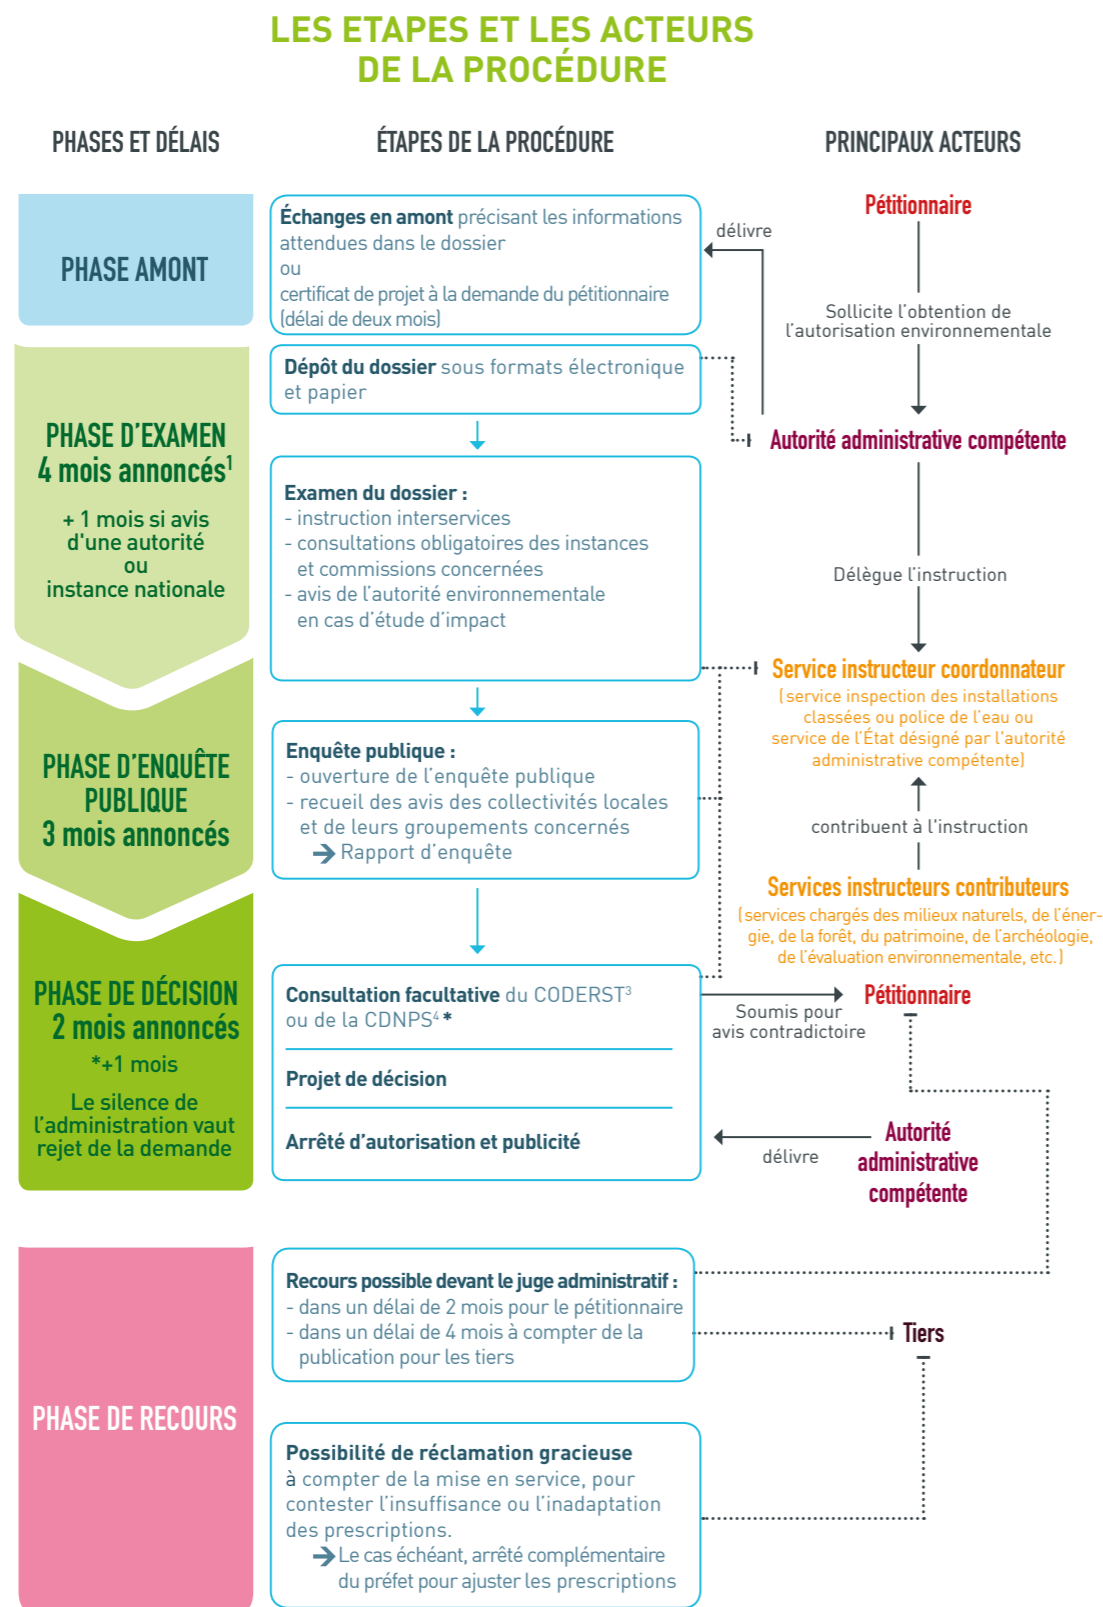 LES ETAPES ET LES ACTEURS
DE LA PROCÉDURE
PHASES ET DÉLAIS
ÉTAPES DE LA PROCÉDURE
PRINCIPAUX ACTEURS
PHASE AMONT
Échanges en amont précisant les informations
attendues dans le dossier
ou
certificat de projet à la demande du pétitionnaire
(délai de deux mois)
délivre
Pétitionnaire
Sollicite l’obtention de
l’autorisation environnementale
PHASE D’EXAMEN
4 mois annoncés¹
+ 1 mois si avis
d'une autorité
ou
instance nationale
Dépôt du dossier sous formats électronique
et papier
Autorité administrative compétente
Examen du dossier :
- instruction interservices
- consultations obligatoires des instances
et commissions concernées
- avis de l’autorité environnementale
en cas d’étude d’impact
Délègue l’instruction
Service instructeur coordonnateur
(service inspection des installations
classées ou police de l’eau ou
service de l’État désigné par l'autorité
administrative compétente)
PHASE D’ENQUÊTE
PUBLIQUE
3 mois annoncés
Enquête publique :
- ouverture de l’enquête publique
- recueil des avis des collectivités locales
et de leurs groupements concernés
→ Rapport d’enquête
contribuent à l'instruction
Services instructeurs contributeurs
(services chargés des milieux naturels, de l’éner-
gie, de la forêt, du patrimoine, de l’archéologie,
de l’évaluation environnementale, etc.)
PHASE DE DÉCISION
2 mois annoncés
*+1 mois
Le silence de
l’administration vaut
rejet de la demande
Consultation facultative du CODERST³
ou de la CDNPS⁴ *
Projet de décision
Arrêté d’autorisation et publicité
Soumis pour
avis contradictoire
Pétitionnaire
délivre
Autorité
administrative
compétente
PHASE DE RECOURS
Recours possible devant le juge administratif :
- dans un délai de 2 mois pour le pétitionnaire
- dans un délai de 4 mois à compter de la
publication pour les tiers
Tiers
Possibilité de réclamation gracieuse
à compter de la mise en service, pour
contester l’insuffisance ou l’inadaptation
des prescriptions.
→ Le cas échéant, arrêté complémentaire
du préfet pour ajuster les prescriptions